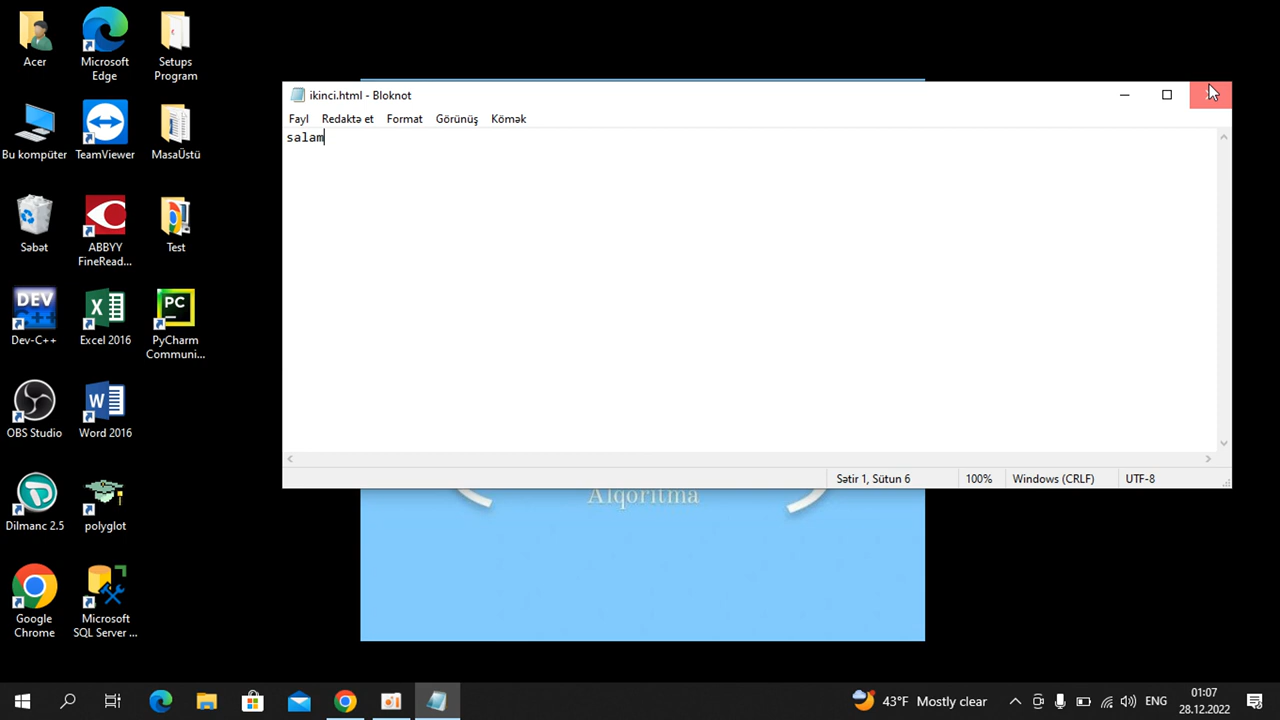 Acer
Microsoft
Edge
Setups
Program
Bu kompüter
TeamViewer
MasaÜstü
Səbət
ABBYY
FineRead...
Test
DEV
C++
Dev-C++
Excel 2016
PC
PyCharm
Communi...
OBS Studio
Word 2016
Dilmanc 2.5
polyglot
Google
Chrome
Microsoft
SQL Server ...
ikinci.html - Bloknot
Fayl Redaktə et Format Görünüş Kömək
salam
Sətir 1, Sütun 6 100% Windows (CRLF) UTF-8
Alqoritma
43°F Mostly clear
ENG
01:07
28.12.2022